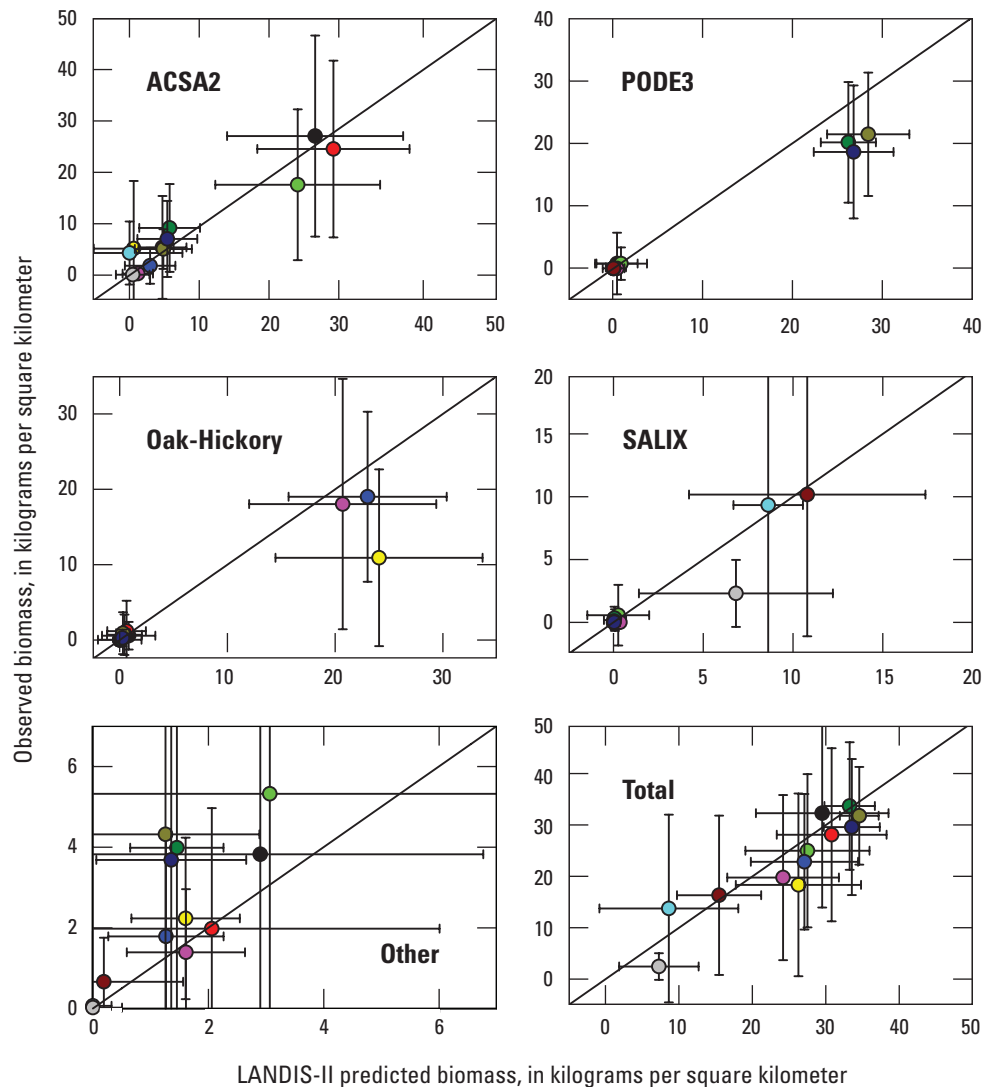 Observed biomass, in kilograms per square kilometer
ACSA2
50
40
30
20
10
0
0 10 20 30 40 50
PODE3
40
30
20
10
0
0 10 20 30 40
Oak-Hickory
30
20
10
0
0 10 20 30
SALIX
20
15
10
5
0
0 5 10 15 20
Other
6
4
2
0
0 2 4 6
Total
50
40
30
20
10
0
0 10 20 30 40 50
LANDIS-II predicted biomass, in kilograms per square kilometer